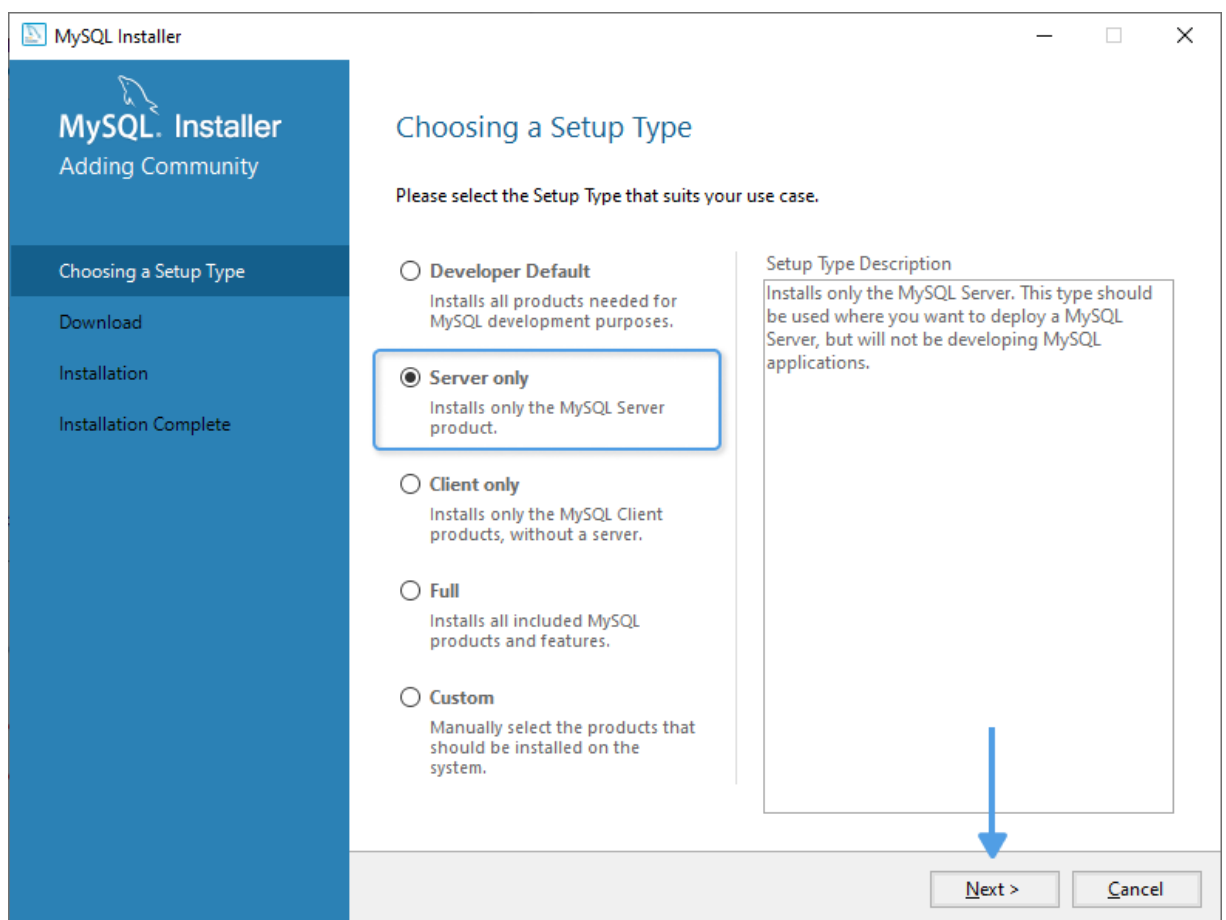 MySQL Installer
MySQL. Installer
Adding Community
Choosing a Setup Type
Download
Installation
Installation Complete
Choosing a Setup Type
Please select the Setup Type that suits your use case.
Developer Default
Installs all products needed for
MySQL development purposes.
Server only
Installs only the MySQL Server
product.
Client only
Installs only the MySQL Client
products, without a server.
Full
Installs all included MySQL
products and features.
Custom
Manually select the products that
should be installed on the
system.
Setup Type Description
Installs only the MySQL Server. This type should
be used where you want to deploy a MySQL
Server, but will not be developing MySQL
applications.
Next >
Cancel